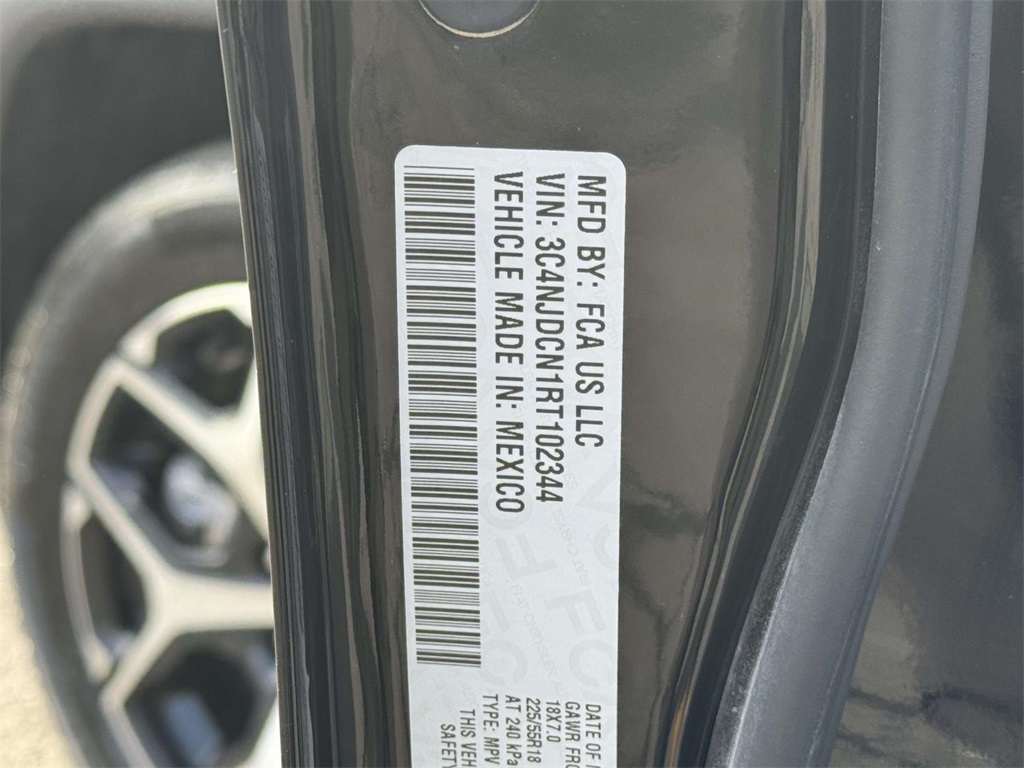 MFD BY: FCA US LLC
VIN: 3C4NJDCN1RT102344
VEHICLE MADE IN: MEXICO
DATE OF
GAWR FRO
18X7.0
225/55R18
AT 240 kPa
TYPE: MPV
THIS VEH
SAFETY